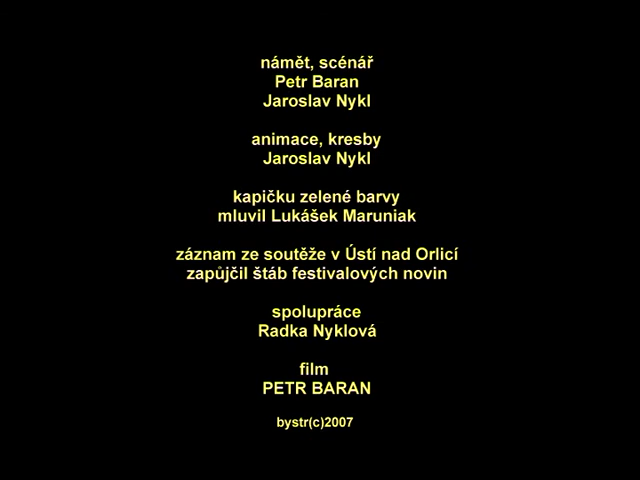 námět, scénář
Petr Baran
Jaroslav Nykl
animace, kresby
Jaroslav Nykl
kapičku zelené barvy
mluvil Lukášek Maruniak
záznam ze soutěže v Ústí nad Orlicí
zapůjčil štáb festivalových novin
spolupráce
Radka Nyklová
film
PETR BARAN
bystr(c)2007